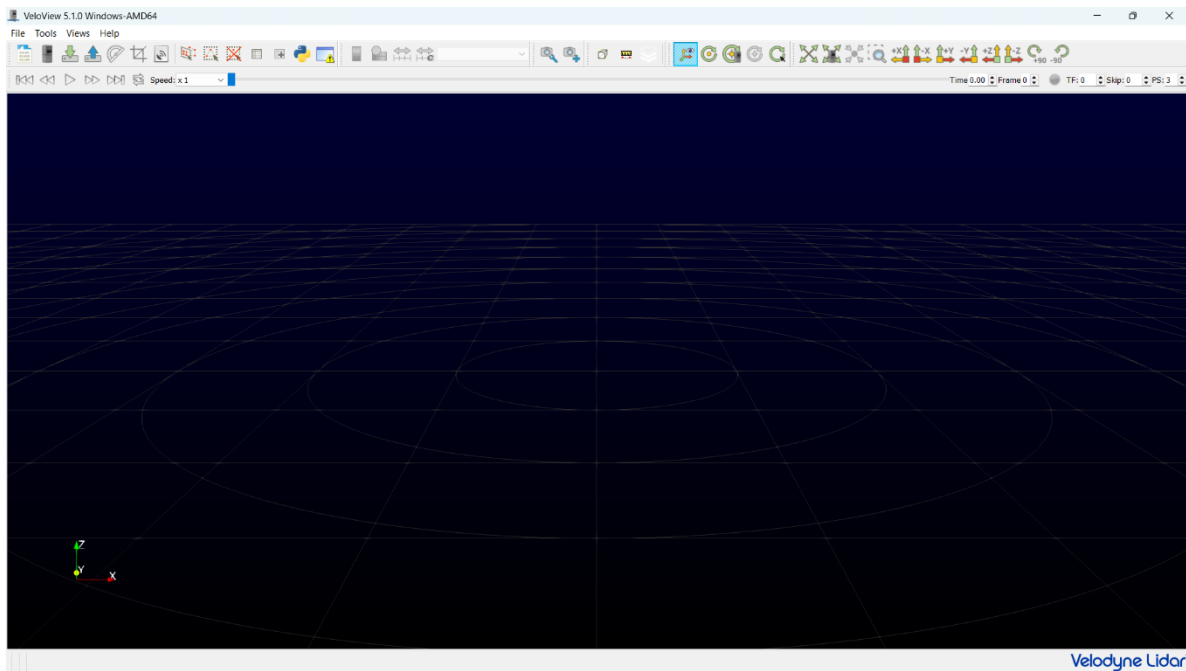 VeloView 5.1.0 Windows-AMD64
File Tools Views Help
+X -X +Y -Y +Z -Z +90 -90
Speed: x 1 Time 0.00 Frame 0 TF: 0 Skip: 0 PS: 3
Z
Y X
Velodyne Lidar